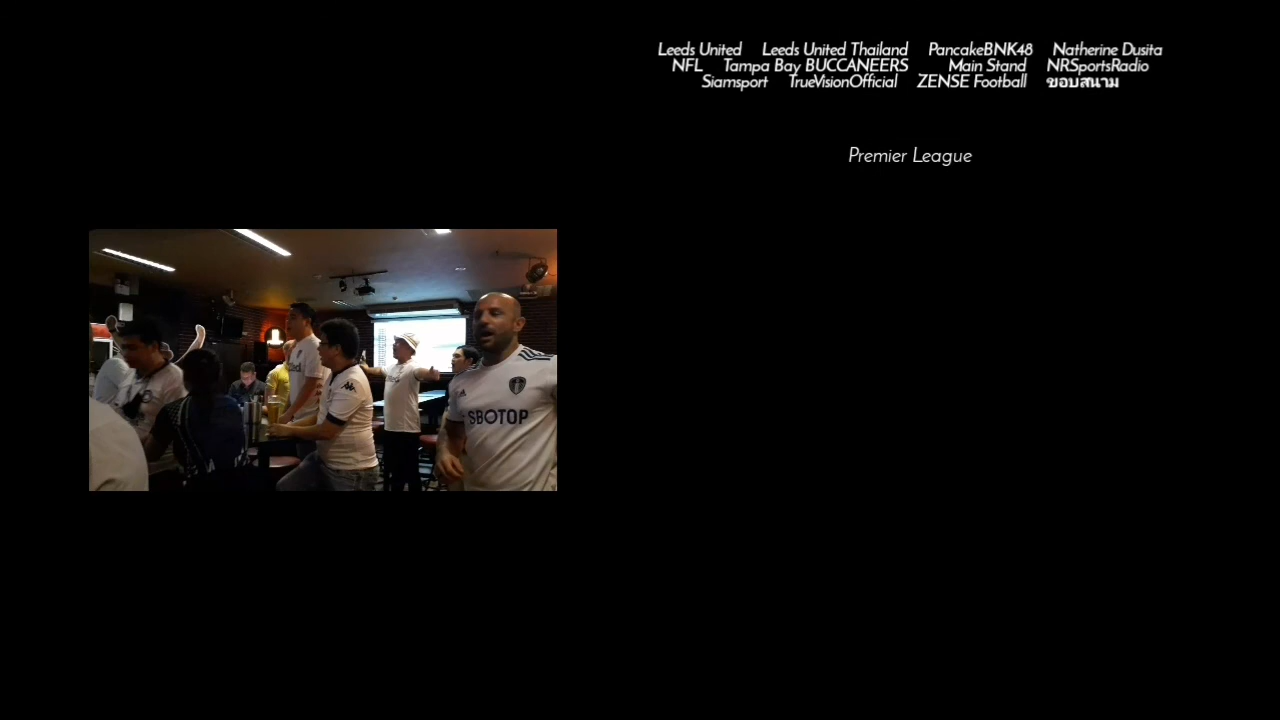 Leeds United Leeds United Thailand PancakeBNK48 Natherine Dusita
NFL Tampa Bay BUCCANEERS Main Stand NRSportsRadio
Siamsport TrueVisionOfficial ZENSE Football ขอบสนาม
Premier League
SBOTOP